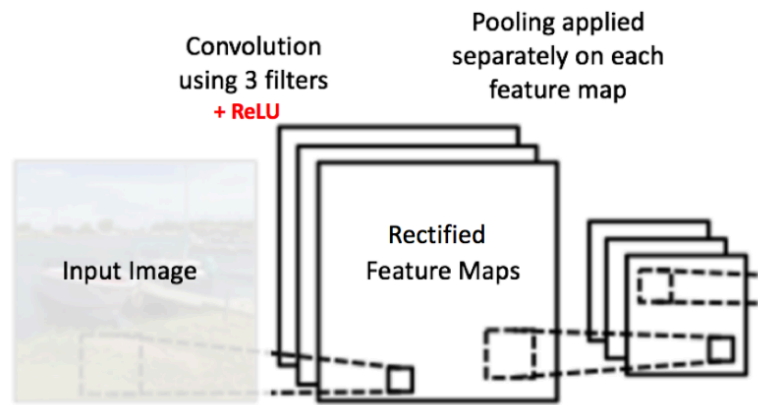 Convolution
using 3 filters
+ ReLU
Pooling applied
separately on each
feature map
Input Image
Rectified
Feature Maps